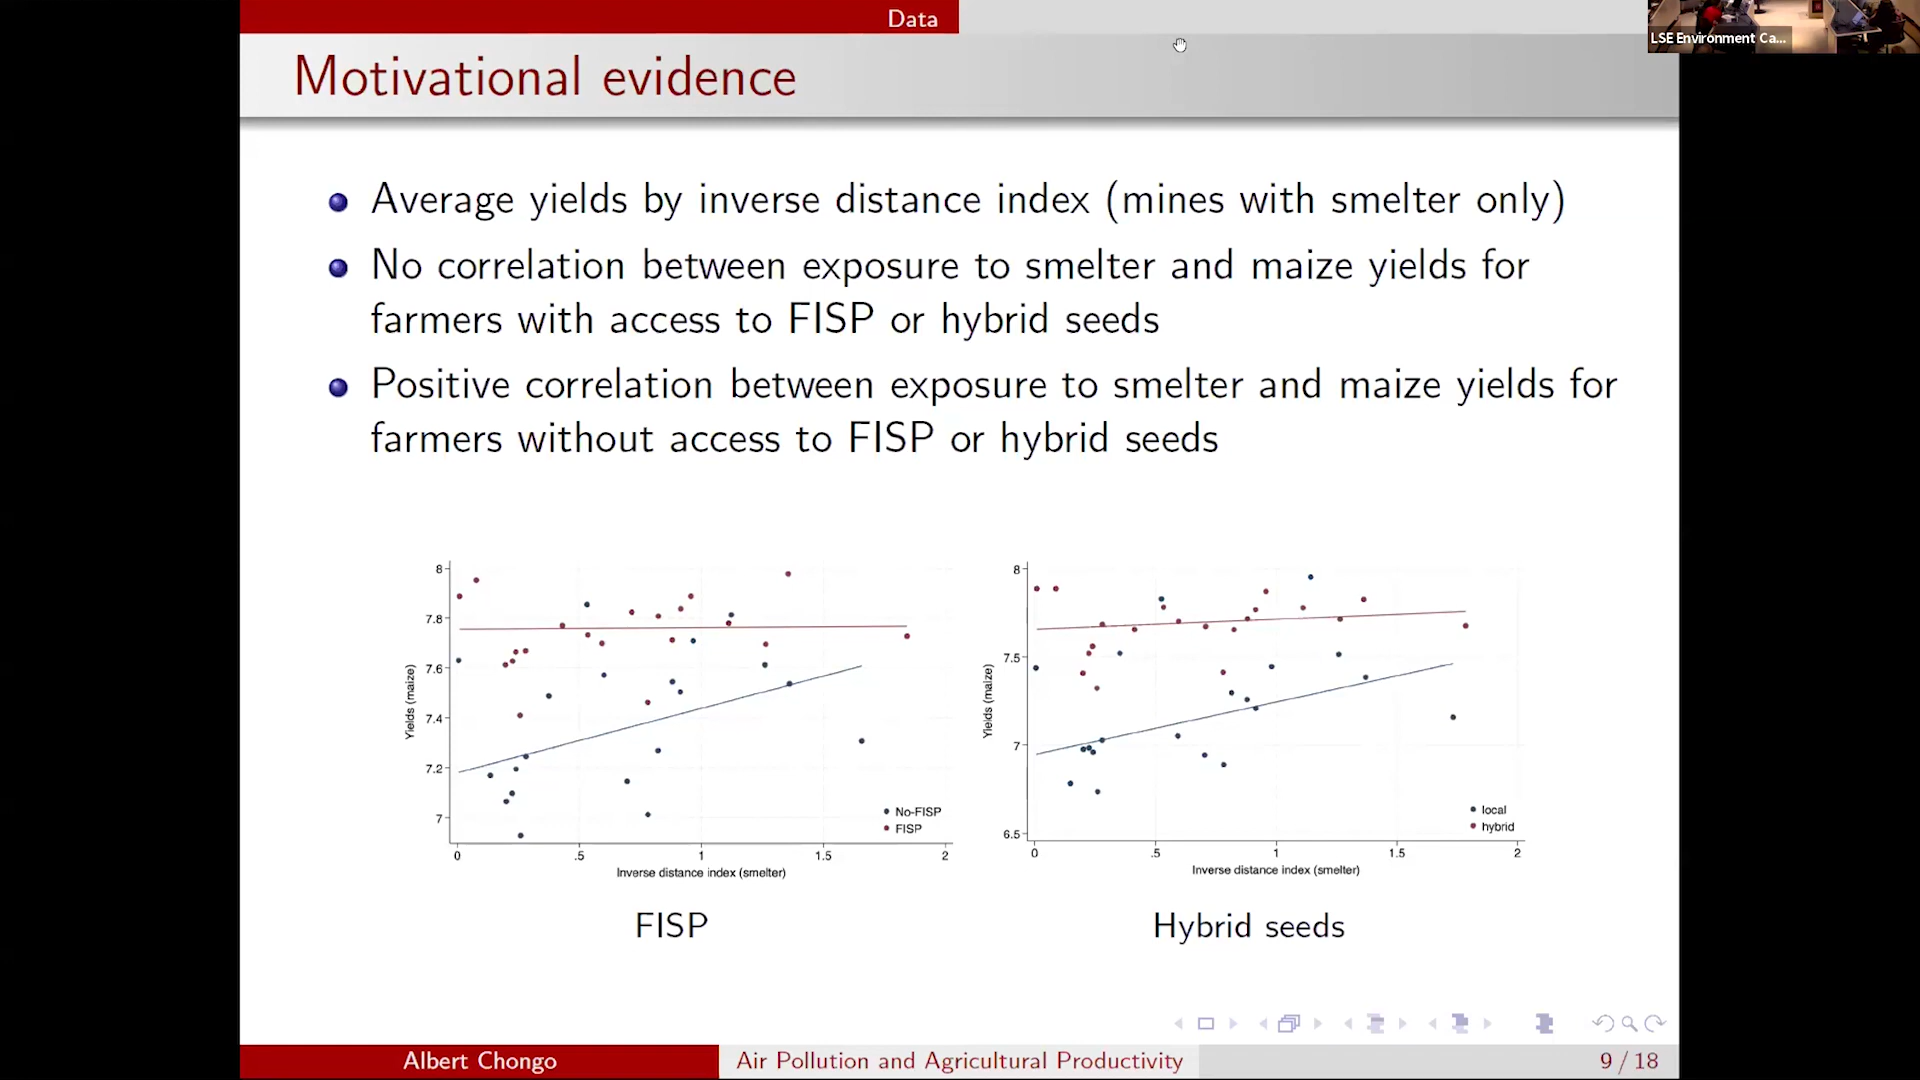 Data
LSE Environment Ca...
Motivational evidence
Average yields by inverse distance index (mines with smelter only)
No correlation between exposure to smelter and maize yields for
farmers with access to FISP or hybrid seeds
Positive correlation between exposure to smelter and maize yields for
farmers without access to FISP or hybrid seeds
8
7.8
7.6
7.4
7.2
7
Yields (maize)
0 .5 1 1.5 2
Inverse distance index (smelter)
No-FISP
FISP
FISP
8
7.5
7
6.5
Yields (maize)
0 .5 1 1.5 2
Inverse distance index (smelter)
local
hybrid
Hybrid seeds
Albert Chongo
Air Pollution and Agricultural Productivity
9 / 18